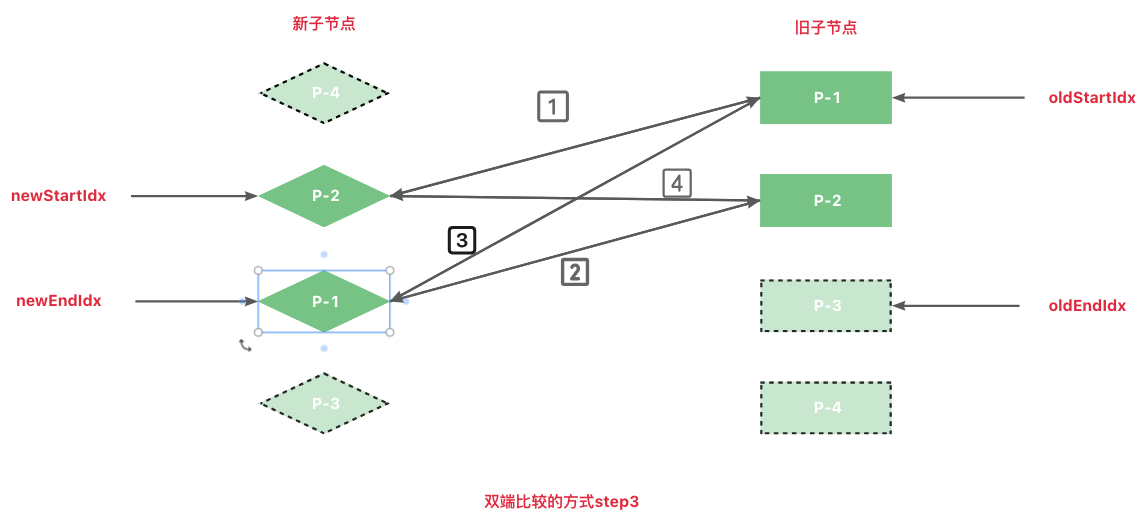 新子节点
旧子节点
P-4
P-1
oldStartIdx
1
newStartIdx
P-2
4
P-2
3
2
newEndIdx
P-1
P-3
oldEndIdx
P-3
P-4
双端比较的方式step3